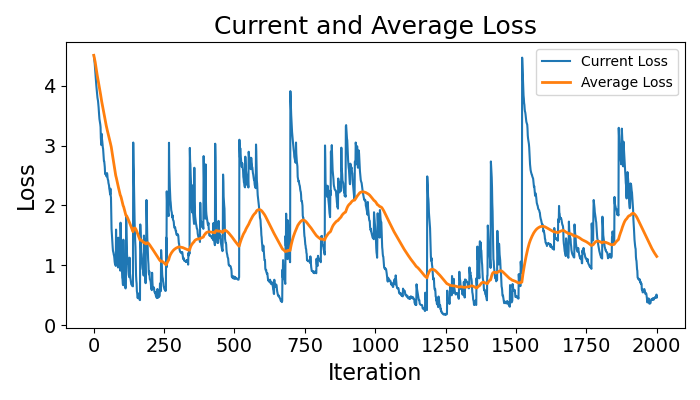 Current and Average Loss
Current Loss
Average Loss
Loss
4
3
2
1
0
0 250 500 750 1000 1250 1500 1750 2000
Iteration